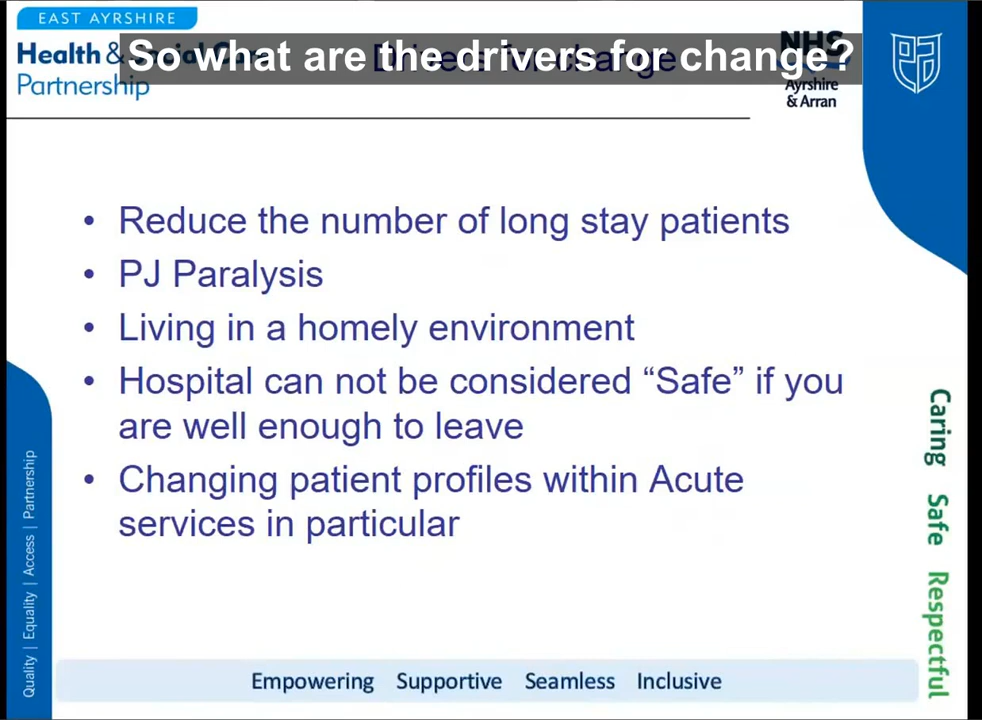 EAST AYRSHIRE
Health &
Partnership
So what are the drivers for change?
NHS
Ayrshire
& Arran
• Reduce the number of long stay patients
• PJ Paralysis
• Living in a homely environment
• Hospital can not be considered “Safe” if you
are well enough to leave
• Changing patient profiles within Acute
services in particular
Quality | Equality | Access | Partnership
Caring Safe Respectful
Empowering Supportive Seamless Inclusive